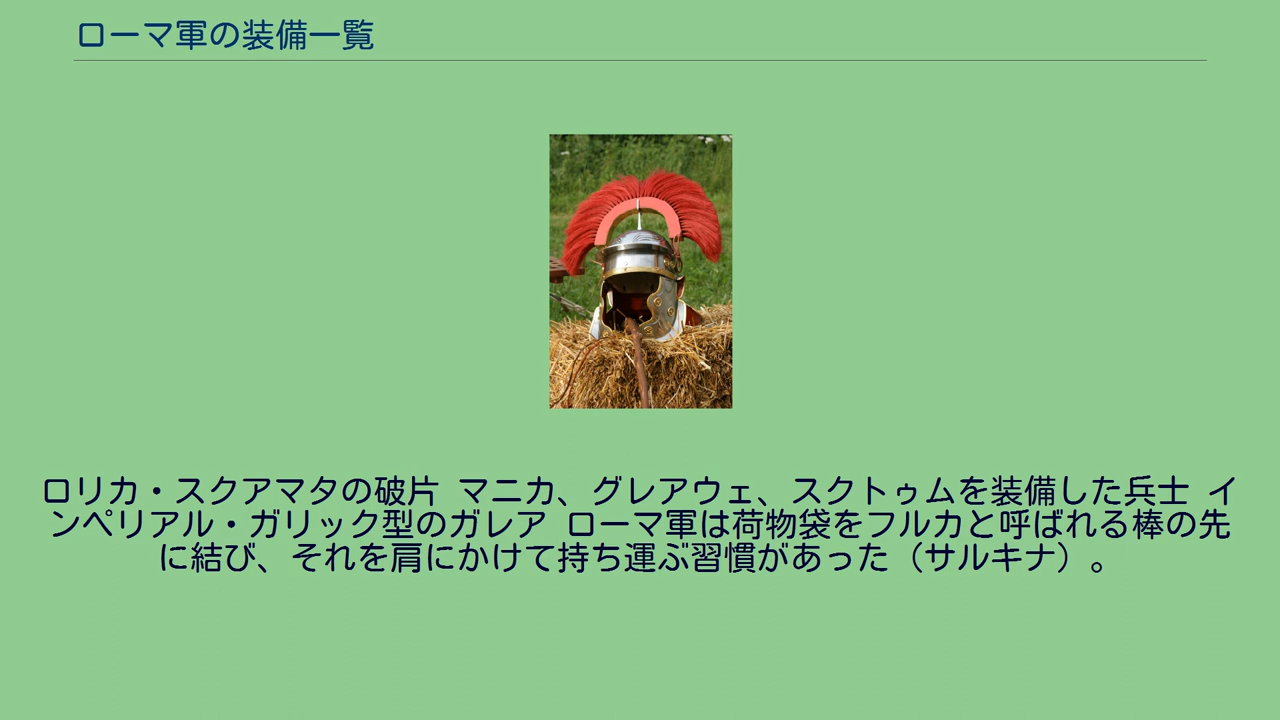 ローマ軍の装備一覧
ロリカ・スクアマタの破片 マニカ、グレアウェ、スクトゥムを装備した兵士 イ
ンペリアル・ガリック型のガレア ローマ軍は荷物袋をフルカと呼ばれる棒の先
に結び、それを肩にかけて持ち運ぶ習慣があった（サルキナ）。